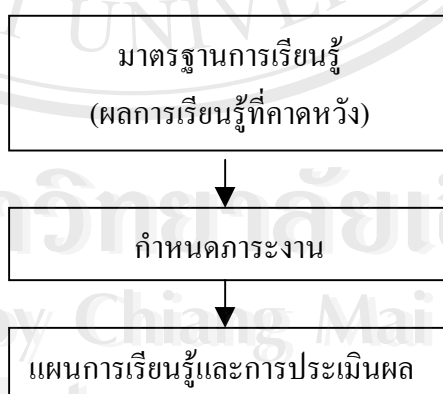 มาตรฐานการเรียนรู้
(ผลการเรียนรู้ที่คาดหวัง)
กำหนดภาระงาน
by Chiang Mai
แผนการเรียนรู้และการประเมินผล